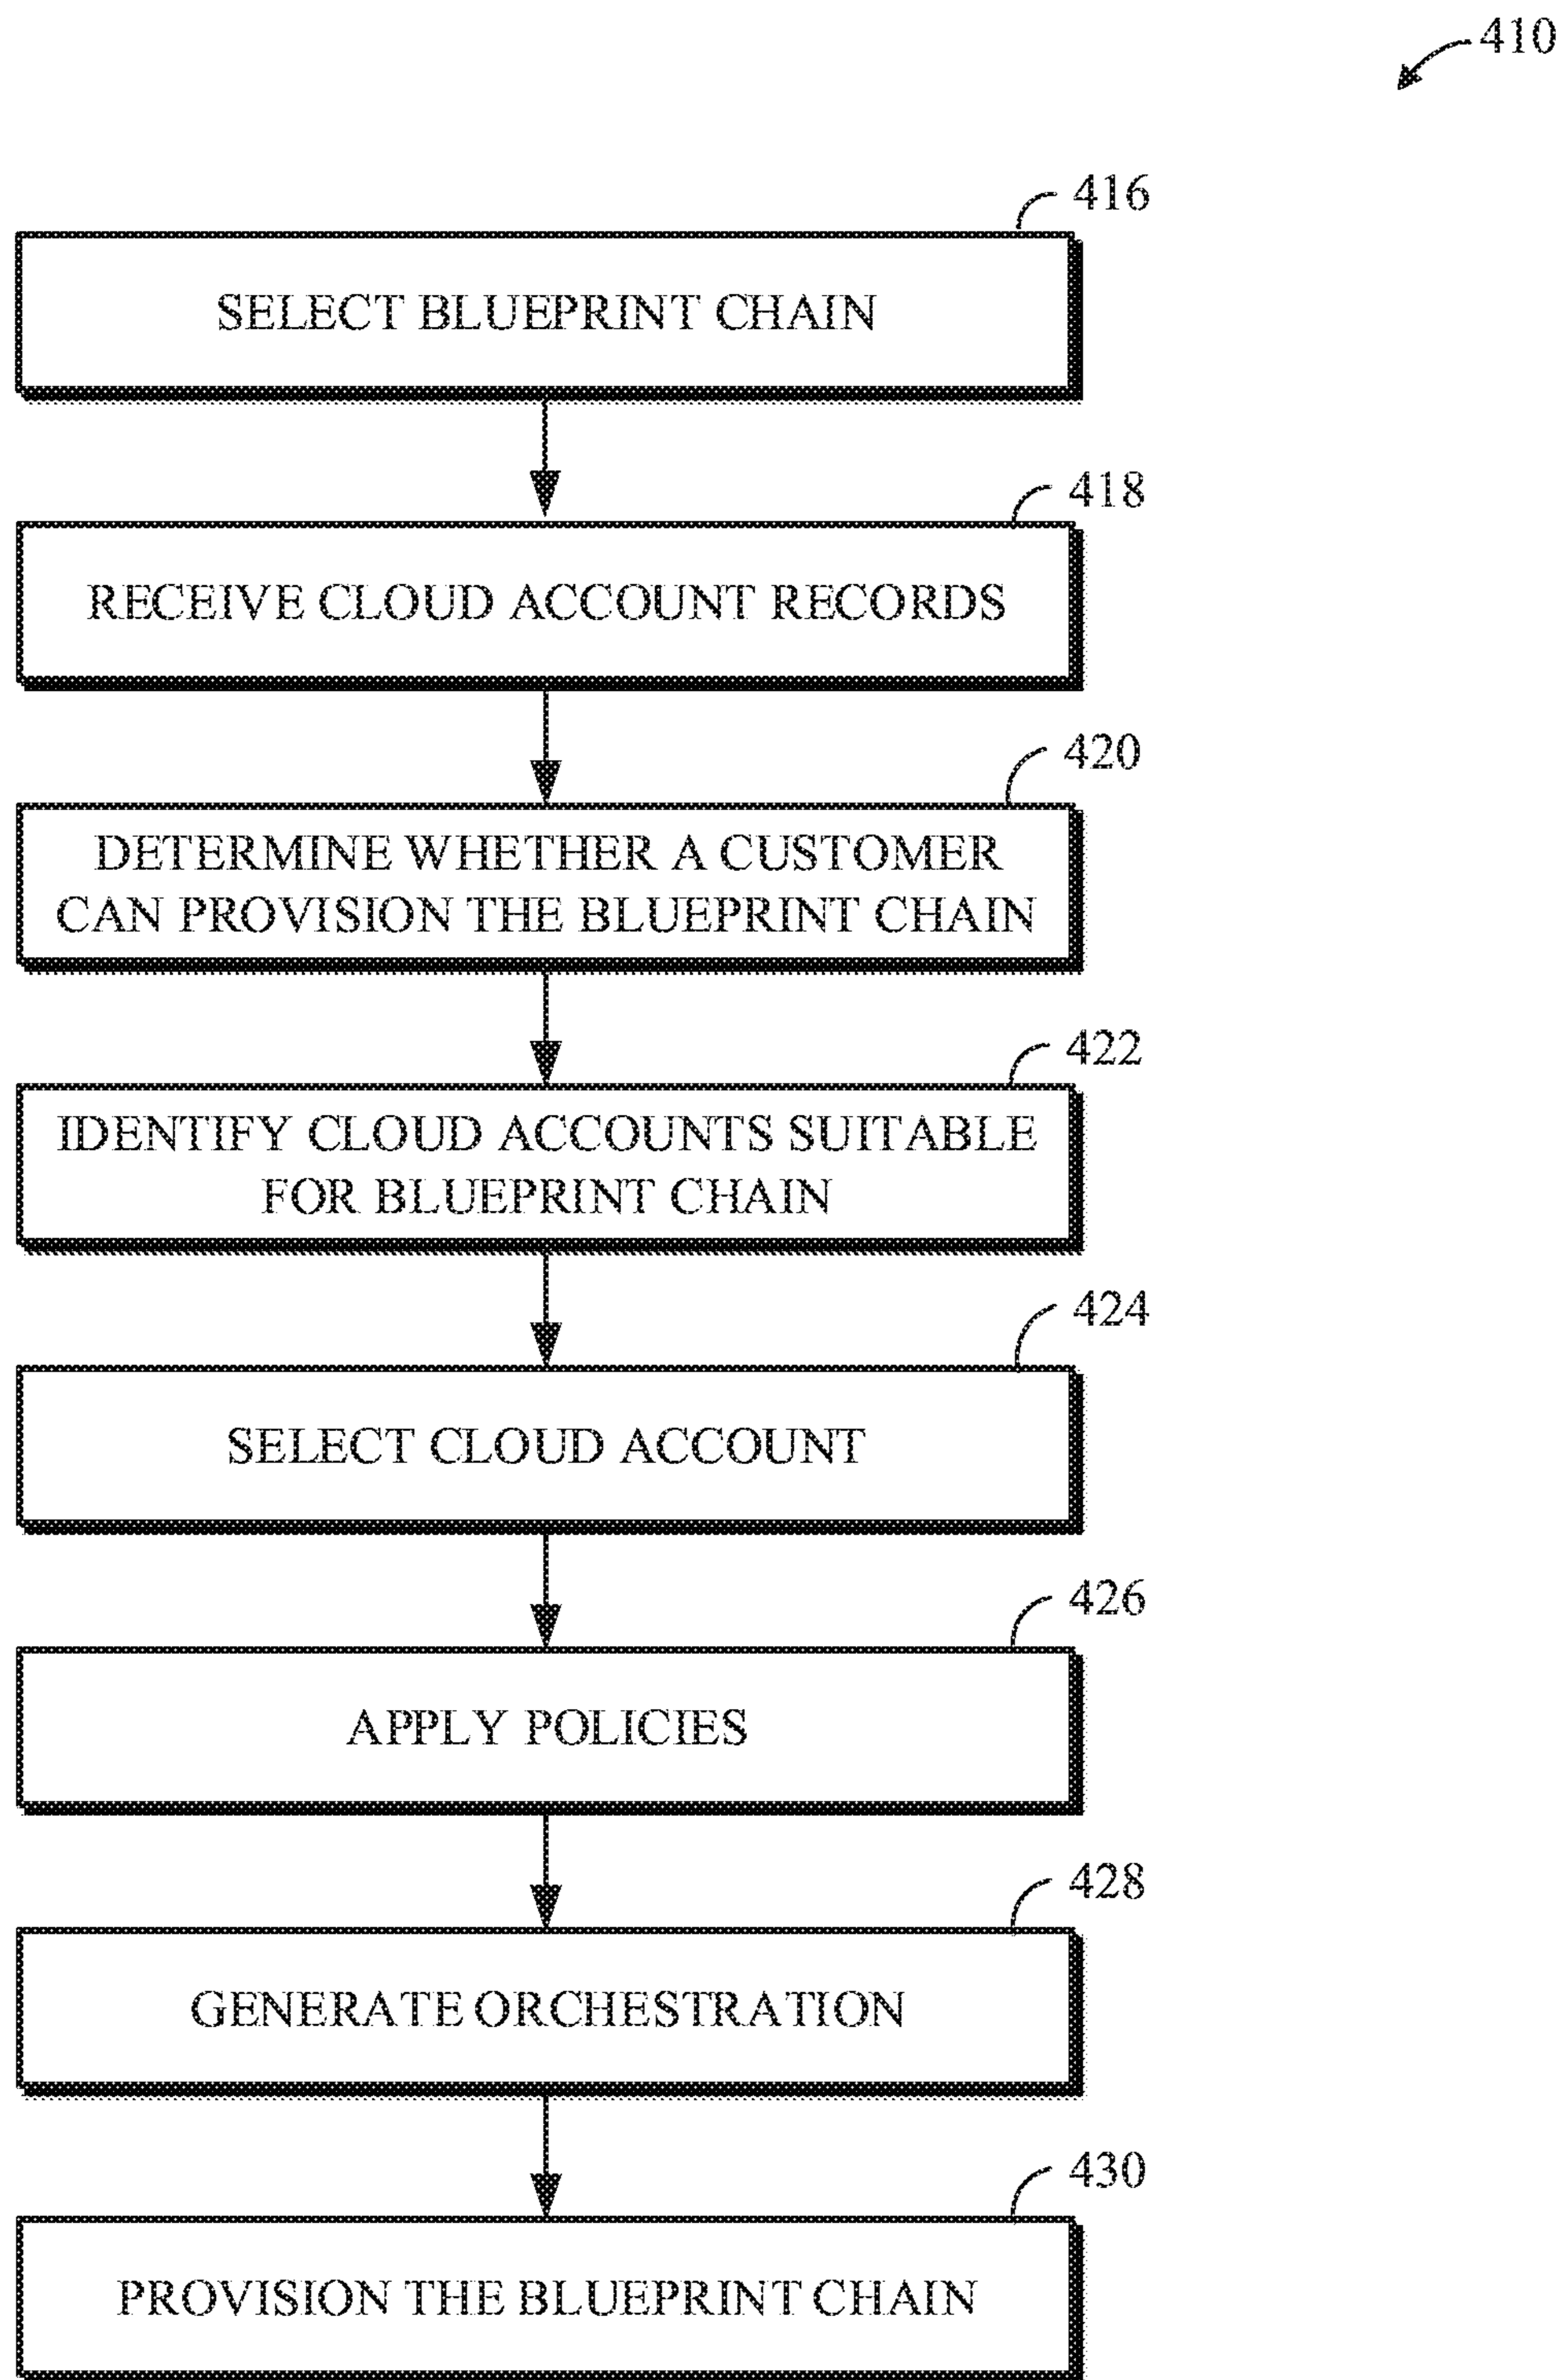 410
416
SELECT BLUEPRINT CHAIN
418
RECEIVE CLOUD ACCOUNT RECORDS
420
DETERMINE WHETHER A CUSTOMER
CAN PROVISION THE BLUEPRINT CHAIN
422
IDENTIFY CLOUD ACCOUNTS SUITABLE
FOR BLUEPRINT CHAIN
424
SELECT CLOUD ACCOUNT
426
APPLY POLICIES
428
GENERATE ORCHESTRATION
430
PROVISION THE BLUEPRINT CHAIN